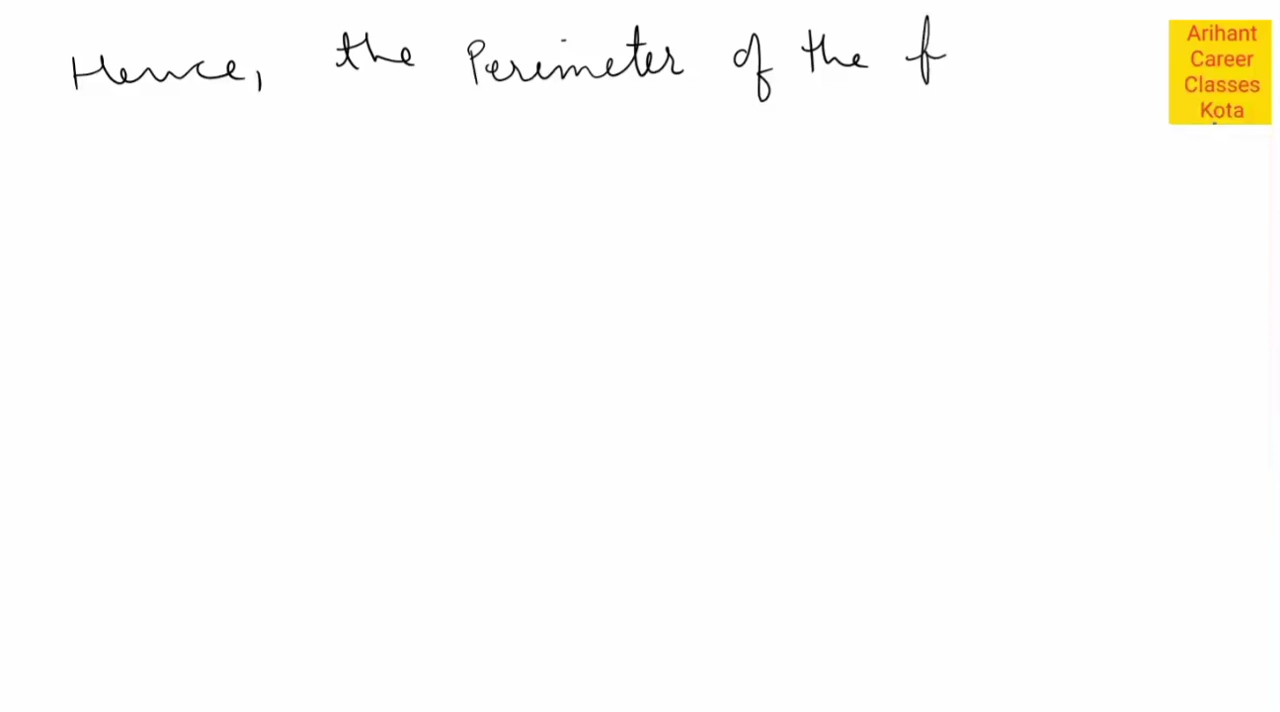 Hence, the Perimeter of the f
Arihant
Career
Classes
Kota